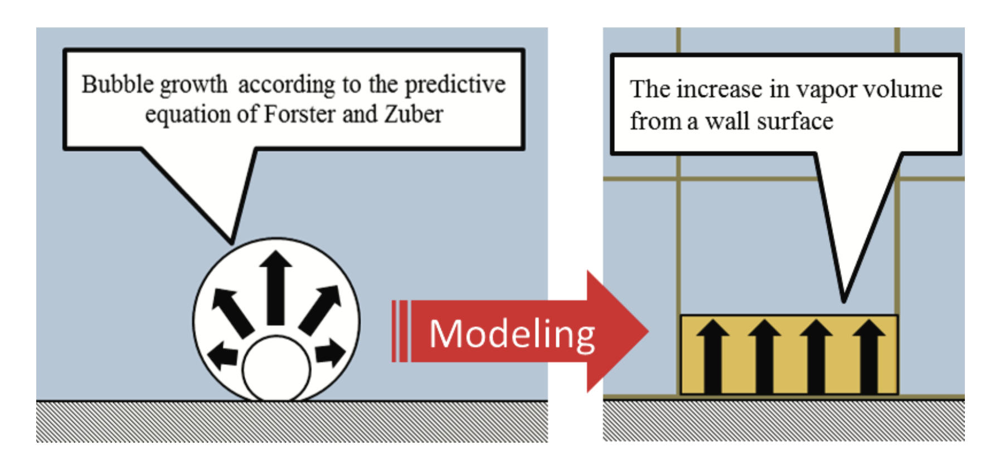 Bubble growth according to the predictive
equation of Forster and Zuber
The increase in vapor volume
from a wall surface
Modeling